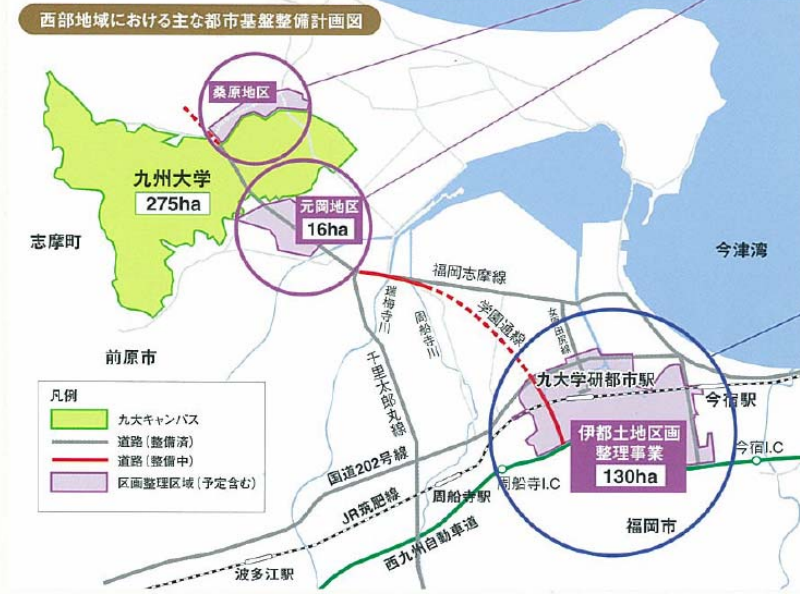 西部地域における主な都市基盤整備計画図
桑原地区
九州大学
275ha
元岡地区
16ha
志摩町
今津湾
福岡志摩線
瑞梅寺川
周船寺川
学園通線
女原田尻線
前原市
千里太郎丸線
九大学研都市駅
今宿駅
伊都土地区画
整理事業
130ha
今宿I.C
凡例
九大キャンパス
道路（整備済）
道路（整備中）
区画整理区域（予定含む）
国道202号線
JR筑肥線
周船寺駅
周船寺I.C
福岡市
西九州自動車道
波多江駅